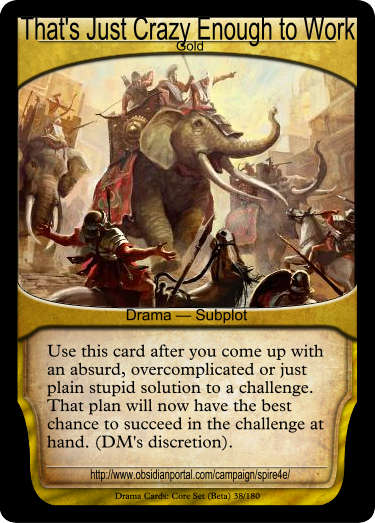 That's Just Crazy Enough to Work
Gold
Drama — Subplot
Use this card after you come up with
an absurd, overcomplicated or just
plain stupid solution to a challenge.
That plan will now have the best
chance to succeed in the challenge at
hand. (DM's discretion).
http://www.obsidianportal.com/campaign/spire4e/
Drama Cards: Core Set (Beta) 38/180